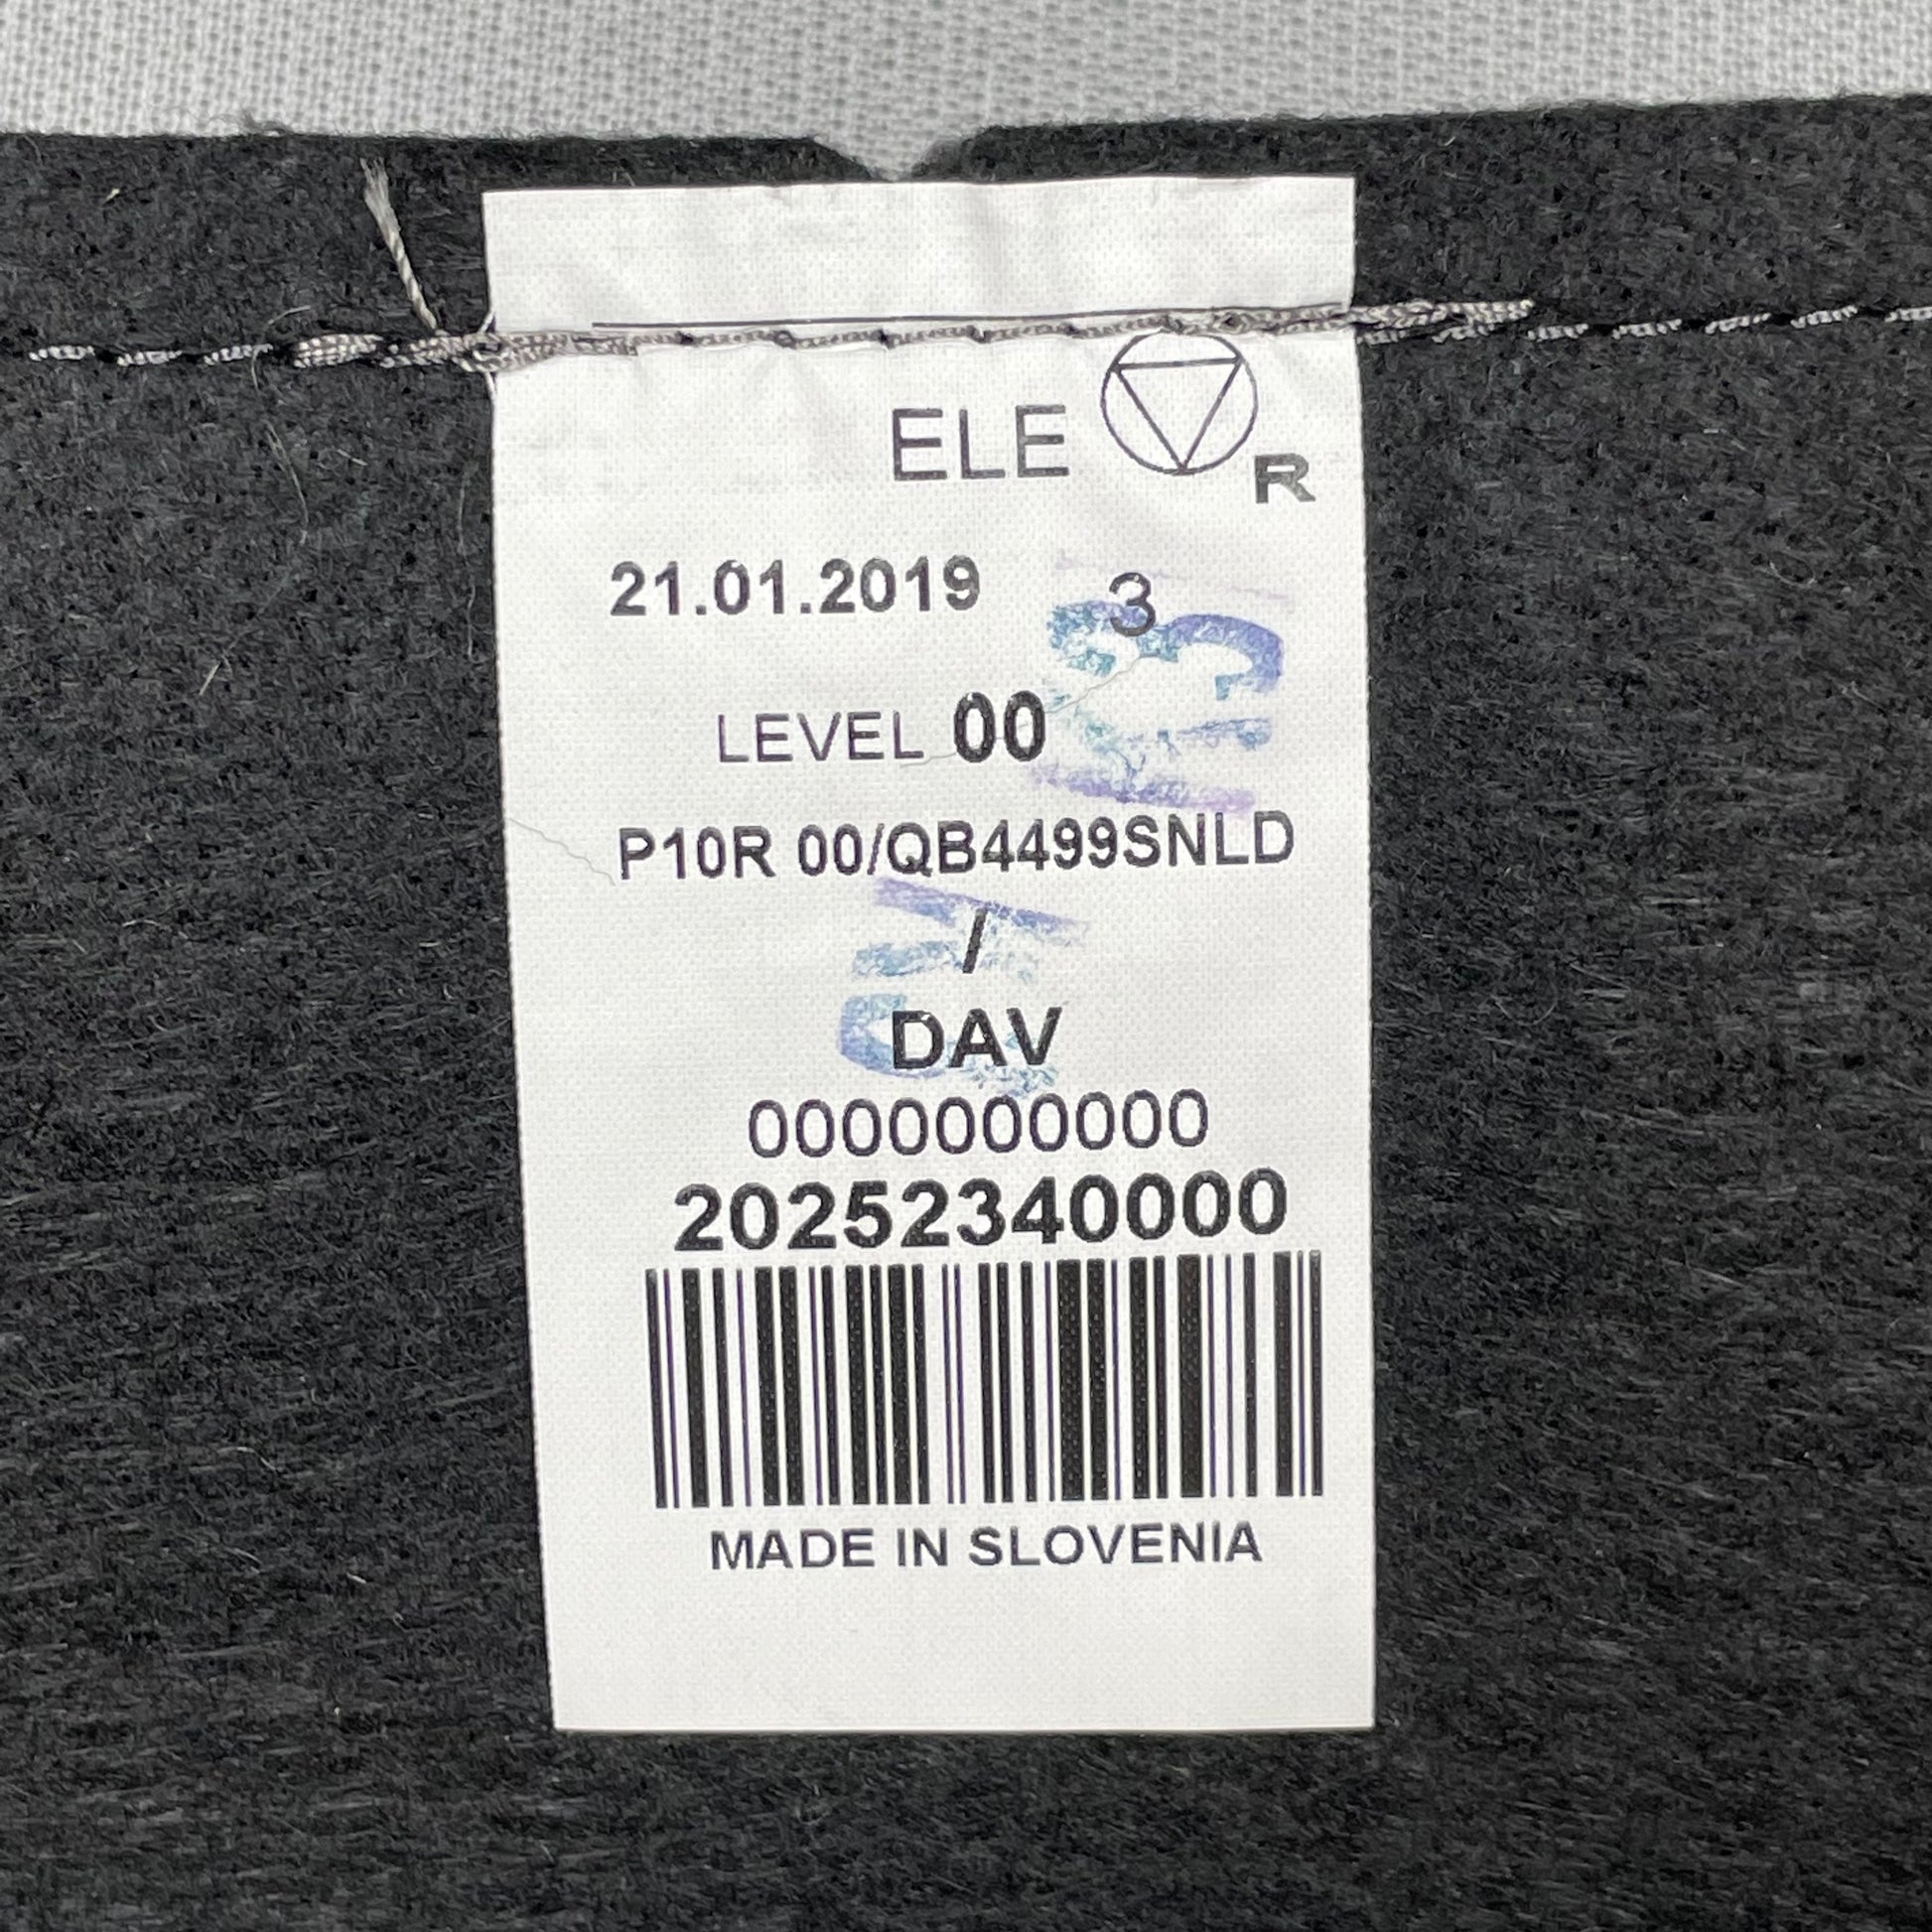 ELE R
21.01.2019 3
LEVEL 00
P10R 00/QB4499SNLD
/
DAV
0000000000
20252340000
MADE IN SLOVENIA